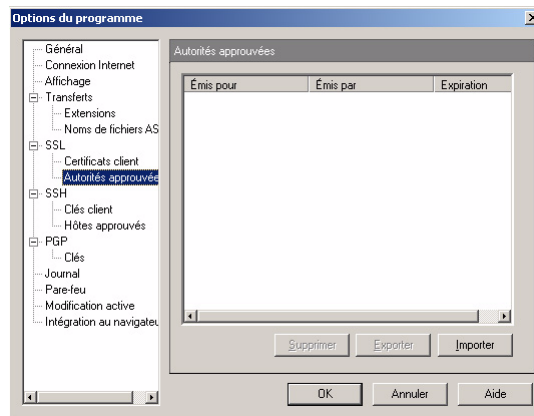 Options du programme
Général
Connexion Internet
Affichage
Transferts
Extensions
Noms de fichiers AS
SSL
Certificats client
Autorités approuvée
SSH
Clés client
Hôtes approuvés
PGP
Clés
Journal
Pare-feu
Modification active
Intégration au navigateu
Autorités approuvées
Émis pour Émis par Expiration
Supprimer Exporter Importer
OK Annuler Aide